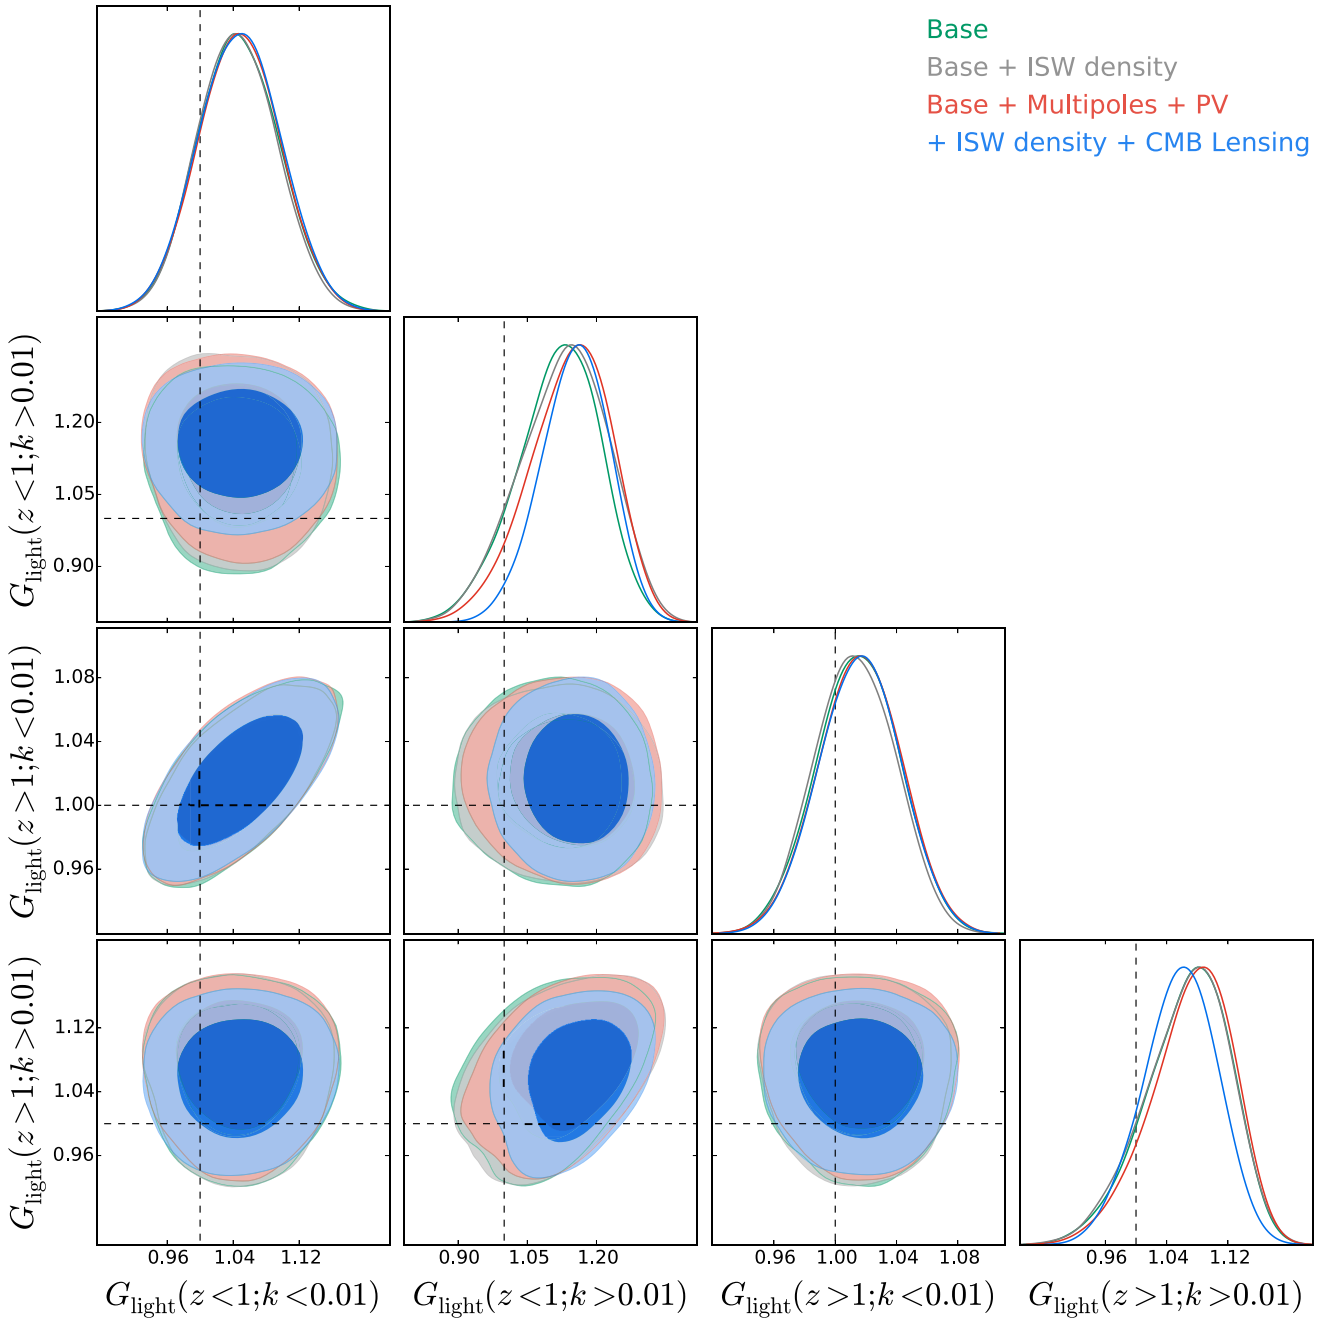 Base
Base + ISW density
Base + Multipoles + PV
+ ISW density + CMB Lensing
G_light(z<1;k>0.01)
1.20
1.05
0.90
G_light(z>1;k<0.01)
1.08
1.04
1.00
0.96
G_light(z>1;k>0.01)
1.12
1.04
0.96
0.96 1.04 1.12
0.90 1.05 1.20
0.96 1.00 1.04 1.08
0.96 1.04 1.12
G_light(z<1;k<0.01)
G_light(z<1;k>0.01)
G_light(z>1;k<0.01)
G_light(z>1;k>0.01)